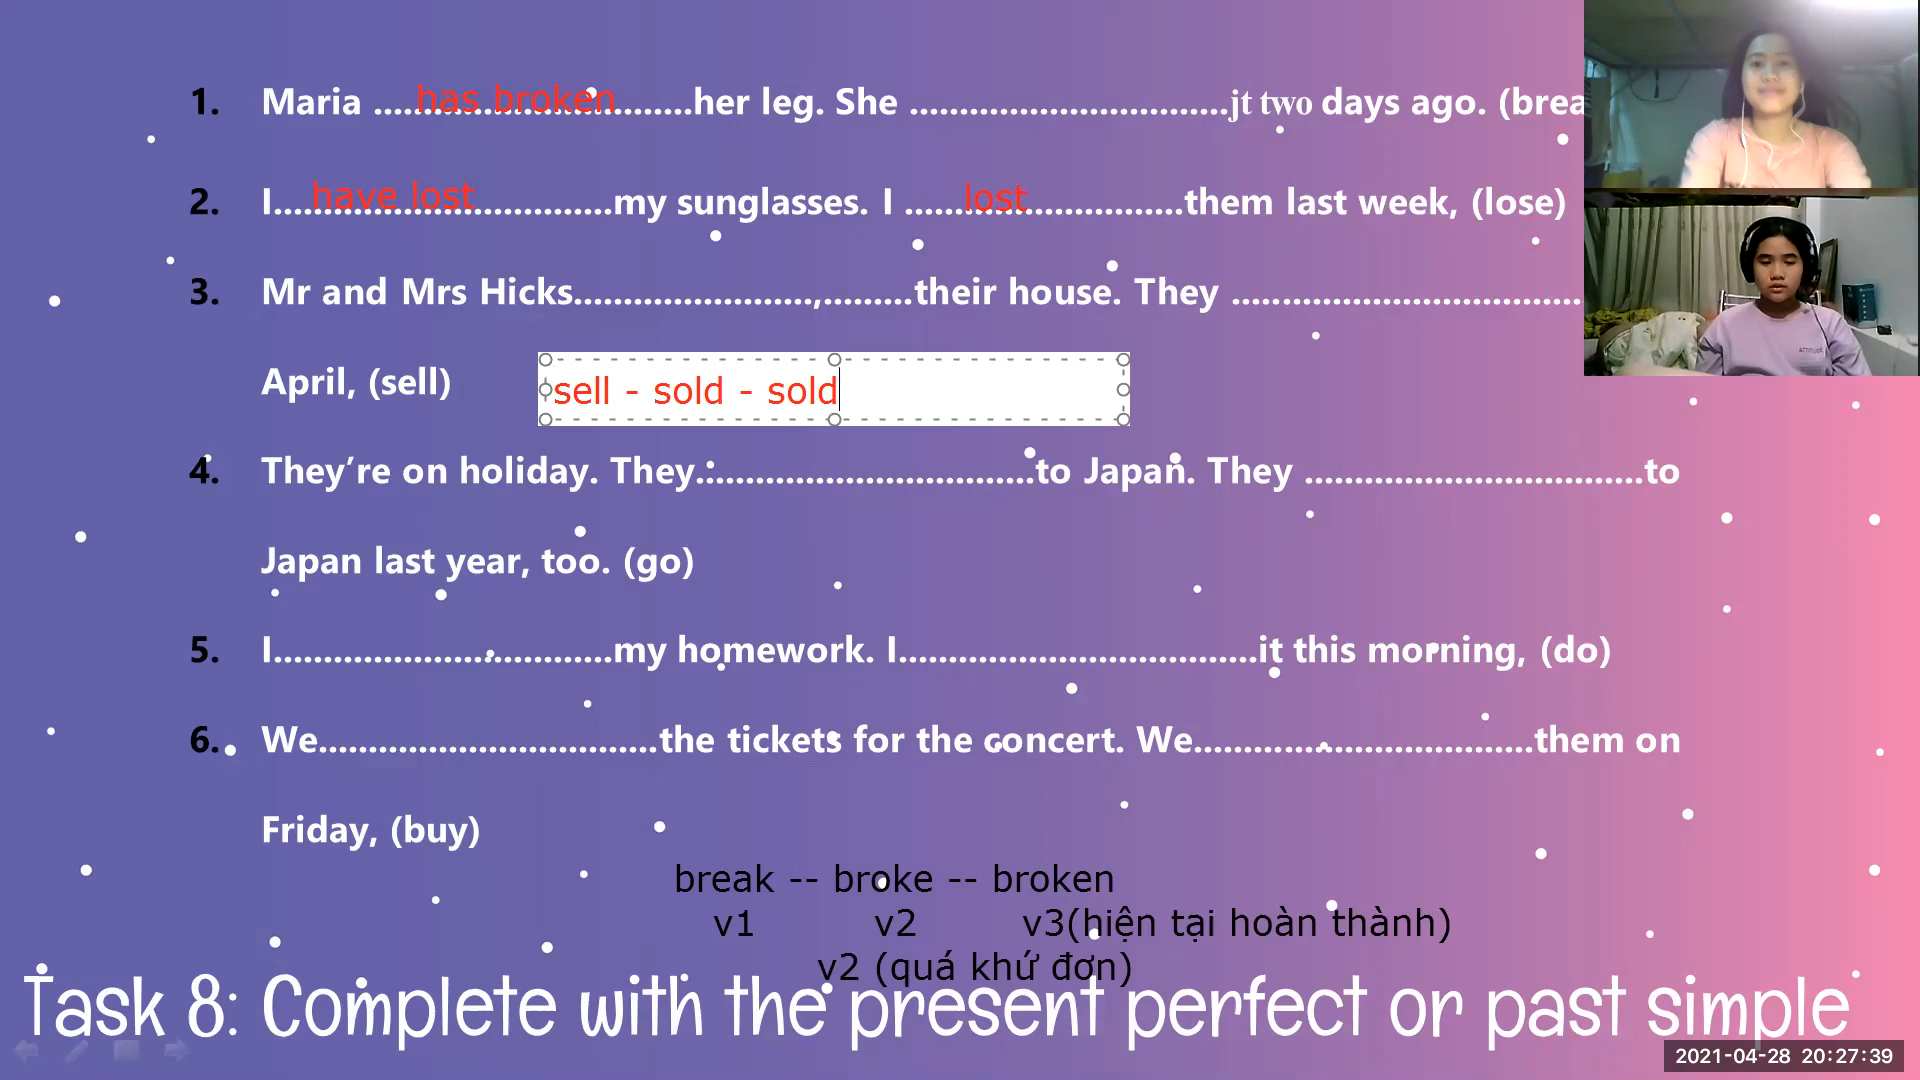 1. Maria ................................her leg. She ................................jt two days ago. (brea
has broken
2. I..................................my sunglasses. I ............................them last week, (lose)
have lost
lost
3. Mr and Mrs Hicks........................,.........their house. They ...................................
April, (sell)
sell - sold - sold
4. They’re on holiday. They.:................................to Japan. They ..................................to
Japan last year, too. (go)
5. I..................................my homework. I....................................it this morning, (do)
6. We..................................the tickets for the concert. We..................................them on
Friday, (buy)
break -- broke -- broken
v1 v2 v3(hiện tại hoàn thành)
v2 (quá khứ đơn)
Task 8: Complete with the present perfect or past simple
2021-04-28 20:27:39